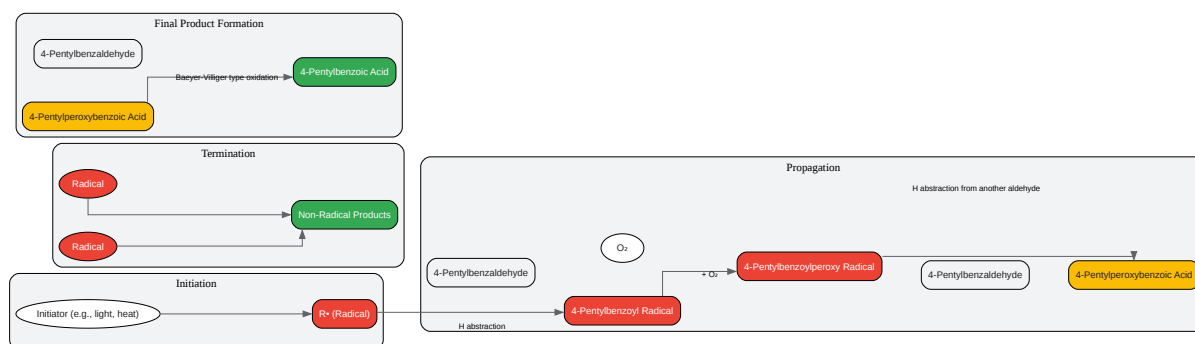 Final Product Formation
4-Pentylbenzaldehyde
4-Pentylbenzoic Acid
Baeyer-Villiger type oxidation
4-Pentylperoxybenzoic Acid
Termination
Radical
Non-Radical Products
Radical
Initiation
Initiator (e.g., light, heat)
R• (Radical)
H abstraction
Propagation
H abstraction from another aldehyde
O₂
4-Pentylbenzaldehyde
4-Pentylbenzoylperoxy Radical
+ O₂
4-Pentylbenzaldehyde
4-Pentylperoxybenzoic Acid
4-Pentylbenzoyl Radical